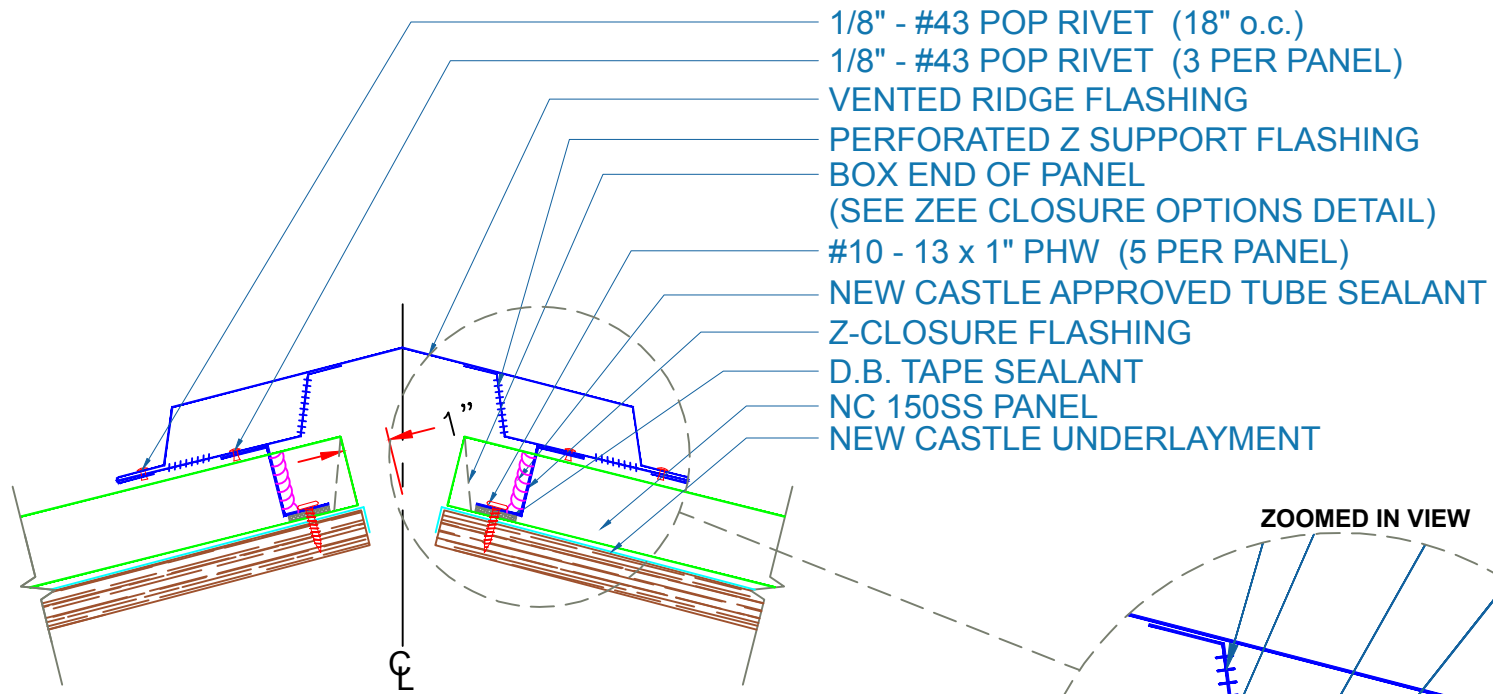 1/8" - #43 POP RIVET (18" o.c.)
1/8" - #43 POP RIVET (3 PER PANEL)
VENTED RIDGE FLASHING
PERFORATED Z SUPPORT FLASHING
BOX END OF PANEL
(SEE ZEE CLOSURE OPTIONS DETAIL)
#10 - 13 x 1" PHW (5 PER PANEL)
NEW CASTLE APPROVED TUBE SEALANT
Z-CLOSURE FLASHING
D.B. TAPE SEALANT
NC 150SS PANEL
NEW CASTLE UNDERLAYMENT
1”
ZOOMED IN VIEW
℄